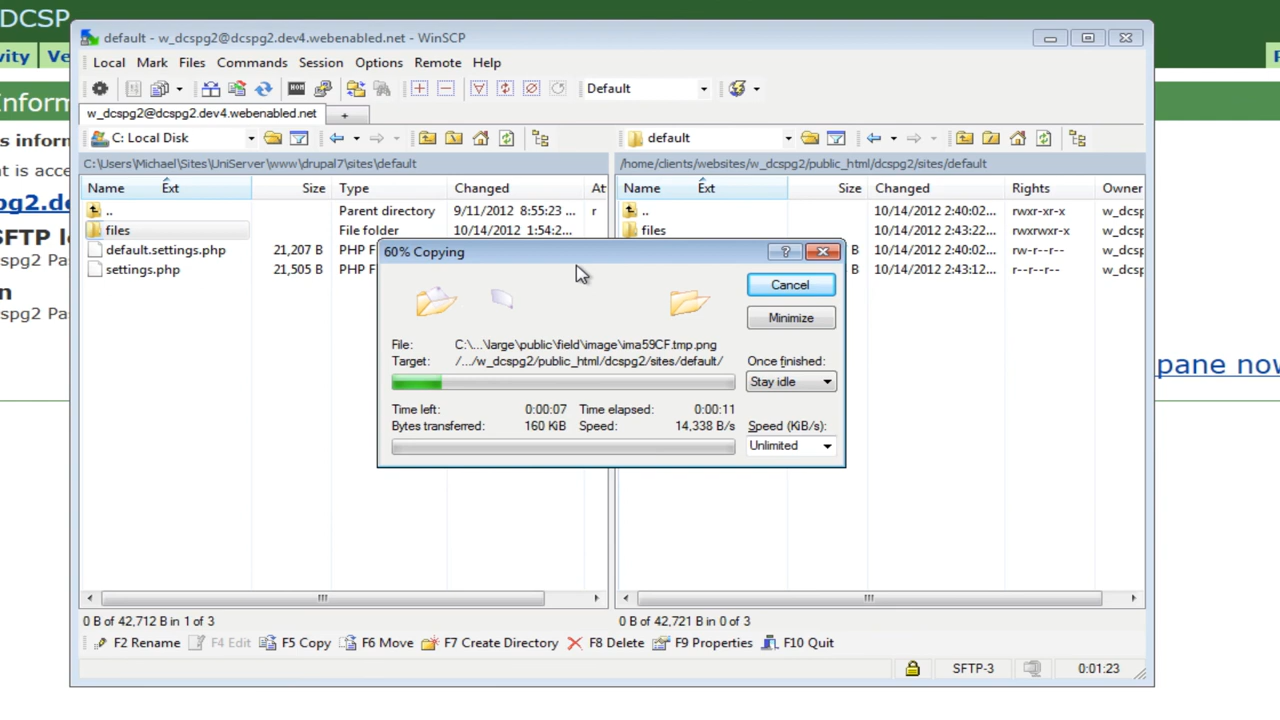 DCSP
vity
Ve
Inform
s inform
t is acce
pg2.de
SFTP l
spg2 Pa
n
spg2 Pa
pane now
default - w_dcspg2@dcspg2.dev4.webenabled.net - WinSCP
Local Mark Files Commands Session Options Remote Help
Default
w_dcspg2@dcspg2.dev4.webenabled.net
C: Local Disk
default
C:\Users\Michael\Sites\UniServer\www\drupal7\sites\default
/home/clients/websites/w_dcspg2/public_html/dcspg2/sites/default
Name Ext Size Type Changed At
.. Parent directory 9/11/2012 8:55:23 ... r
files File folder 10/14/2012 1:54:2...
default.settings.php 21,207 B PHP F
settings.php 21,505 B PHP F
Name Ext Size Changed Rights Owner
.. 10/14/2012 2:40:02... rwxr-xr-x w_dcs
files 10/14/2012 2:43:22... rwxrwxr-x w_dcs
B 10/14/2012 2:40:02... rw-r--r-- w_dcs
B 10/14/2012 2:43:12... r--r--r-- w_dcs
60% Copying
Cancel
Minimize
File: C:\...\large\public\field\image\ima59CF.tmp.png
Target: /.../w_dcspg2/public_html/dcspg2/sites/default/
Once finished:
Stay idle
Time left: 0:00:07 Time elapsed: 0:00:11
Bytes transferred: 160 KiB Speed: 14,338 B/s
Speed (KiB/s):
Unlimited
0 B of 42,712 B in 1 of 3
0 B of 42,721 B in 0 of 3
F2 Rename F4 Edit F5 Copy F6 Move F7 Create Directory F8 Delete F9 Properties F10 Quit
SFTP-3 0:01:23